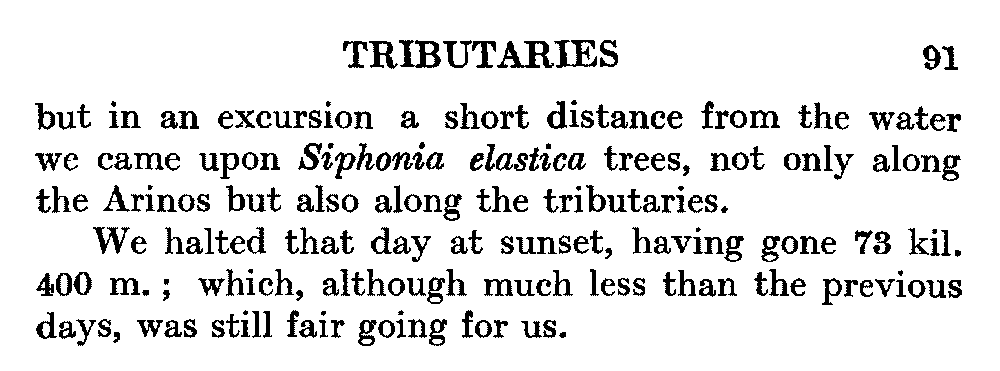 TRIBUTARIES 91
but in an excursion a short distance from the water
we came upon Siphonia elastica trees, not only along
the Arinos but also along the tributaries.
We halted that day at sunset, having gone 73 kil.
400 m. ; which, although much less than the previous
days, was still fair going for us.